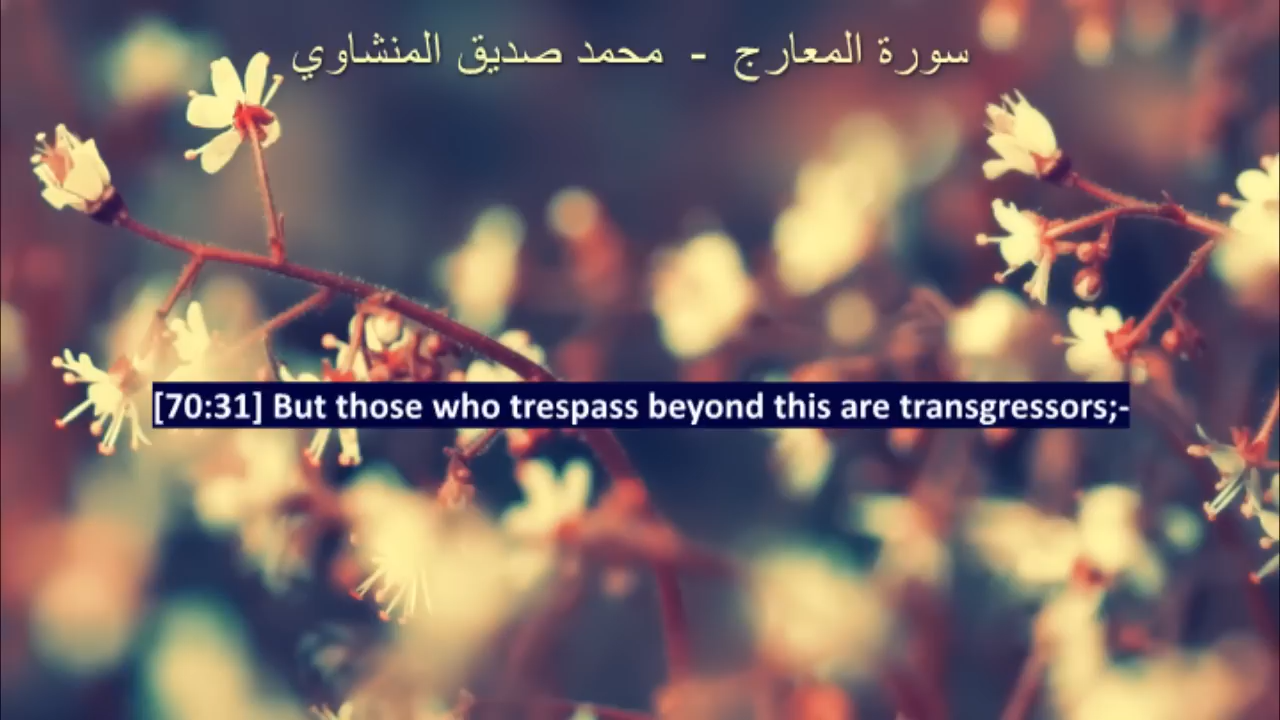 سورة المعارج - محمد صديق المنشاوي
[70:31] But those who trespass beyond this are transgressors;-